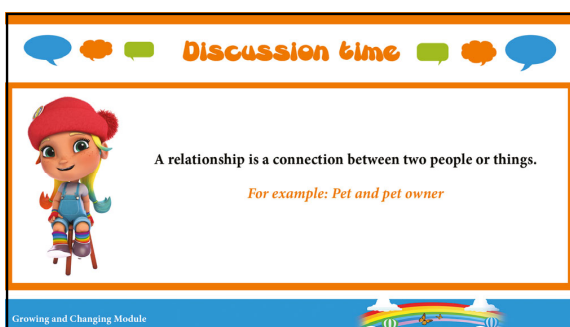 Discussion time
A relationship is a connection between two people or things.
For example: Pet and pet owner
Growing and Changing Module